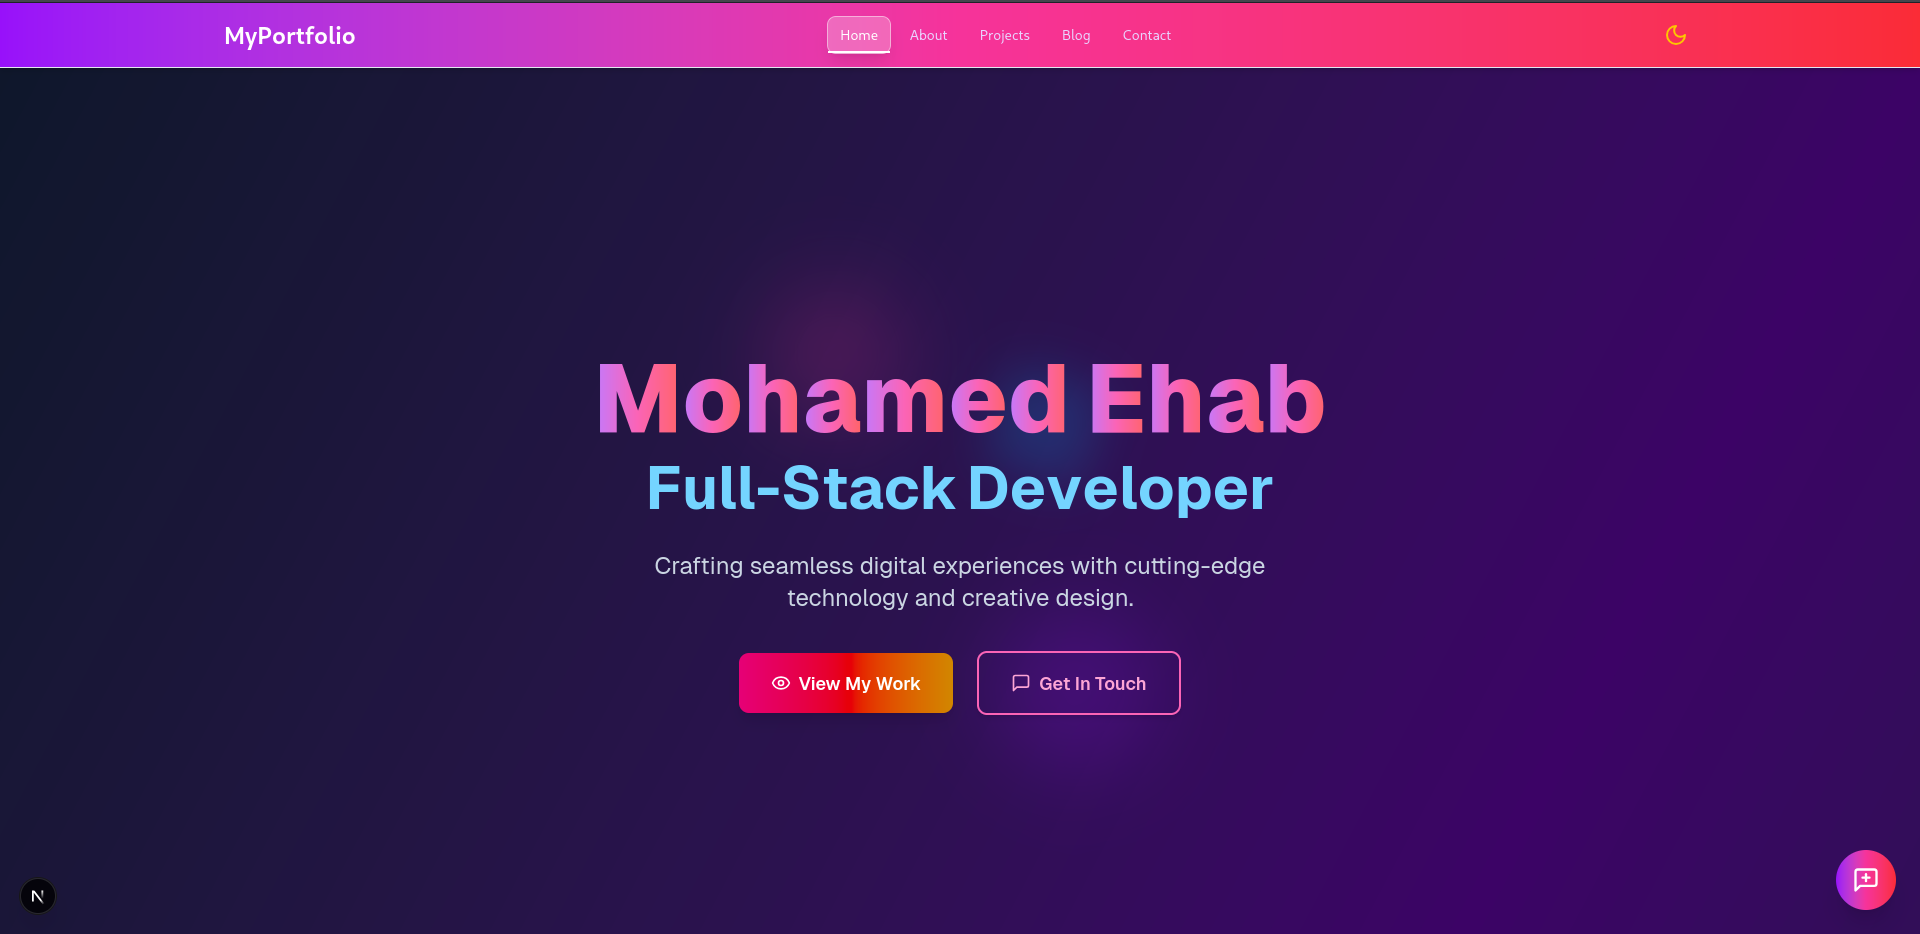 MyPortfolio
Home
About
Projects
Blog
Contact
Mohamed Ehab
Full-Stack Developer
Crafting seamless digital experiences with cutting-edge
technology and creative design.
View My Work
Get In Touch
N